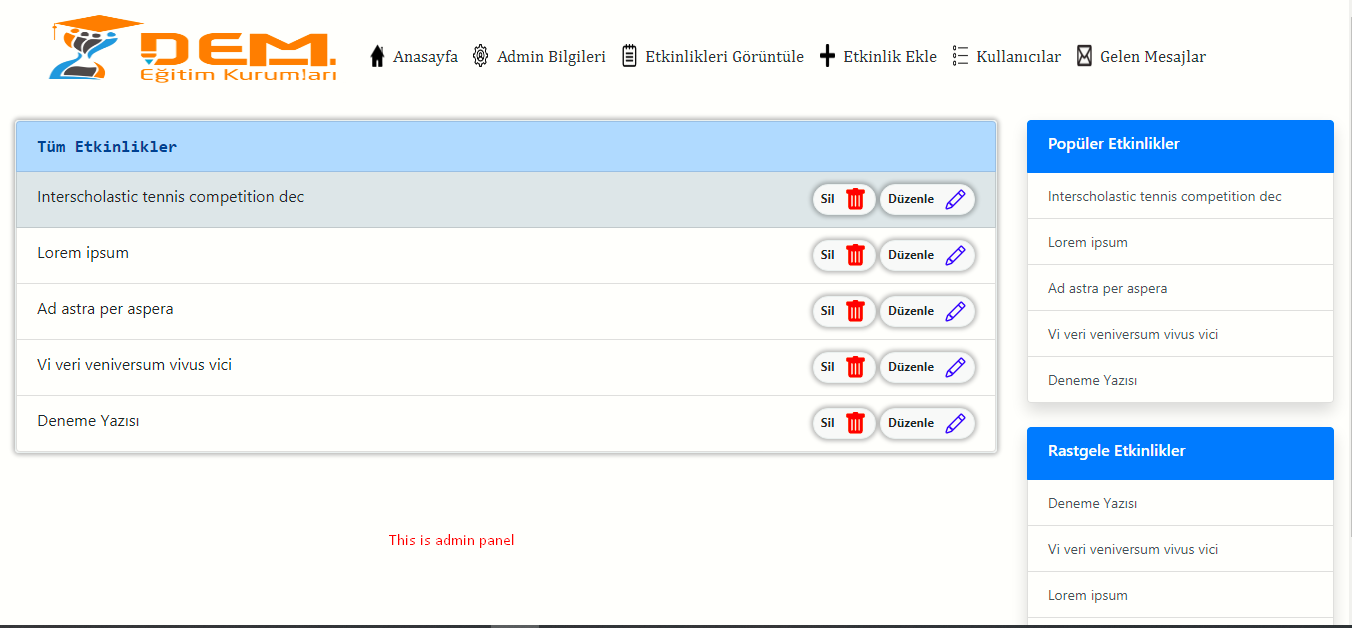 DEM.
Eğitim Kurumları
Anasayfa Admin Bilgileri Etkinlikleri Görüntüle Etkinlik Ekle Kullanıcılar Gelen Mesajlar
Tüm Etkinlikler
Interscholastic tennis competition dec Sil Düzenle
Lorem ipsum Sil Düzenle
Ad astra per aspera Sil Düzenle
Vi veri veniversum vivus vici Sil Düzenle
Deneme Yazısı Sil Düzenle
This is admin panel
Popüler Etkinlikler
Interscholastic tennis competition dec
Lorem ipsum
Ad astra per aspera
Vi veri veniversum vivus vici
Deneme Yazısı
Rastgele Etkinlikler
Deneme Yazısı
Vi veri veniversum vivus vici
Lorem ipsum